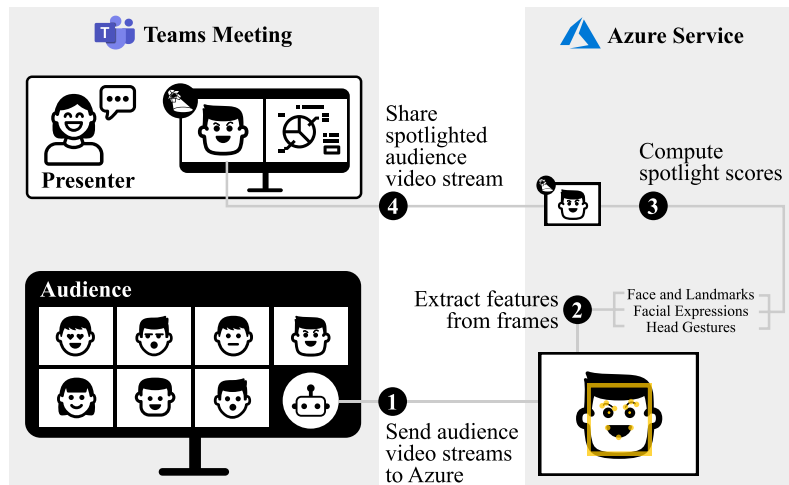 T
Teams Meeting
Azure Service
Presenter
Share
spotlighted
audience
video stream
4
Compute
spotlight scores
3
Audience
Extract features
from frames
2
Face and Landmarks
Facial Expressions
Head Gestures
1
Send audience
video streams
to Azure